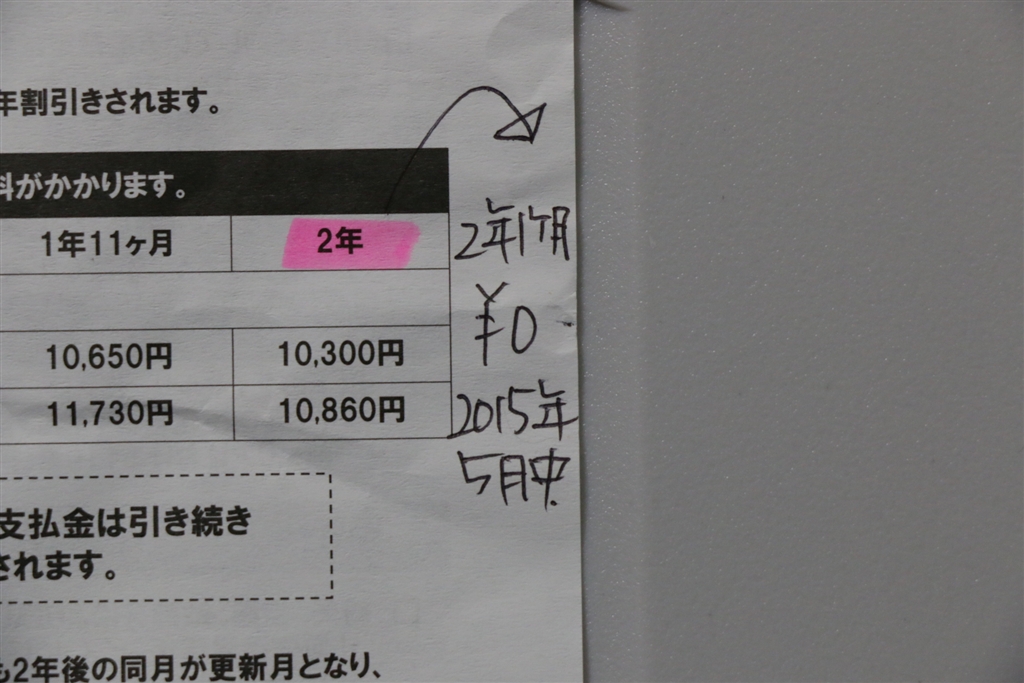 年割引きされます。
料がかかります。
1年11ヶ月 2年 2年1ケ月
¥0
10,650円 10,300円
11,730円 10,860円 2015年
5月中
支払金は引き続き
されます。
も2年後の同月が更新月となり、